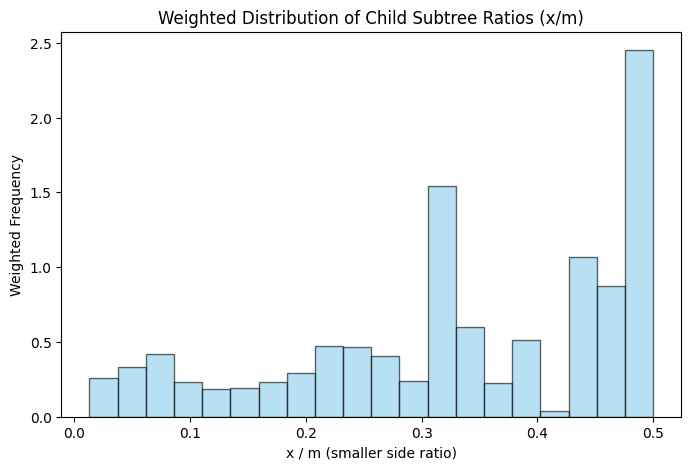 Weighted Distribution of Child Subtree Ratios (x/m)
2.5
2.0
1.5
1.0
0.5
0.0
Weighted Frequency
0.0 0.1 0.2 0.3 0.4 0.5
x / m (smaller side ratio)